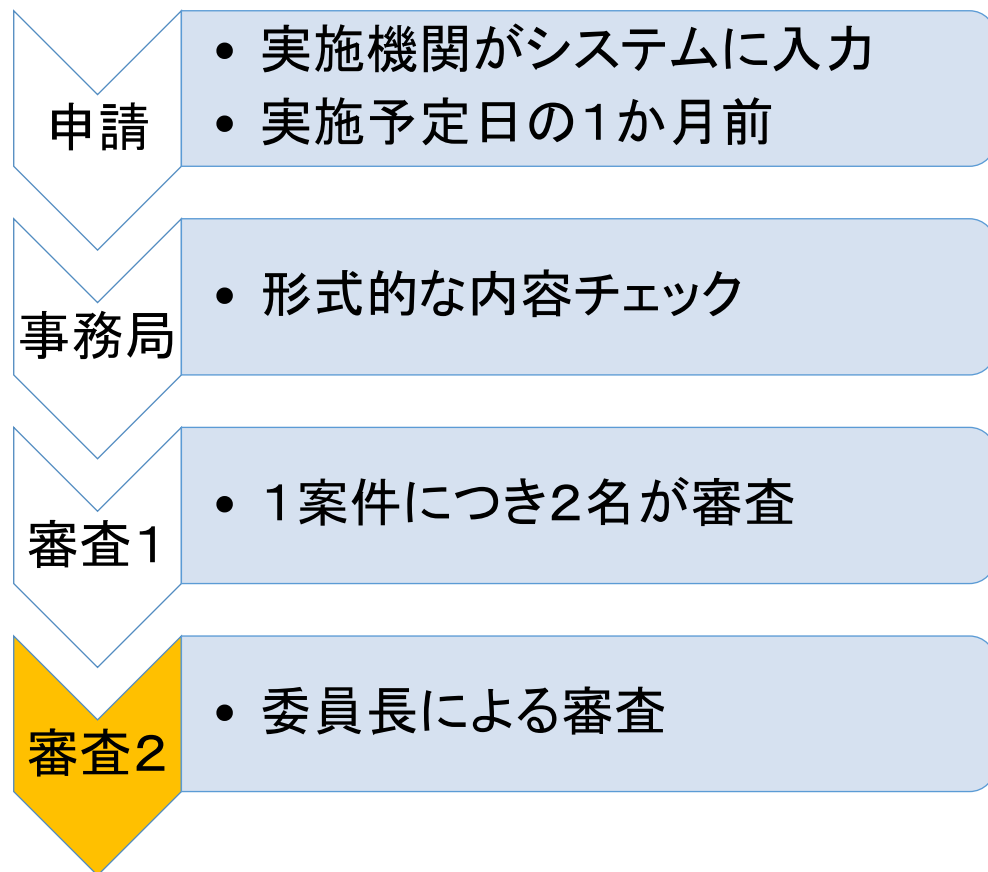 申請
• 実施機関がシステムに入力
• 実施予定日の1か月前
事務局
• 形式的な内容チェック
審査1
• 1案件につき2名が審査
審査2
• 委員長による審査